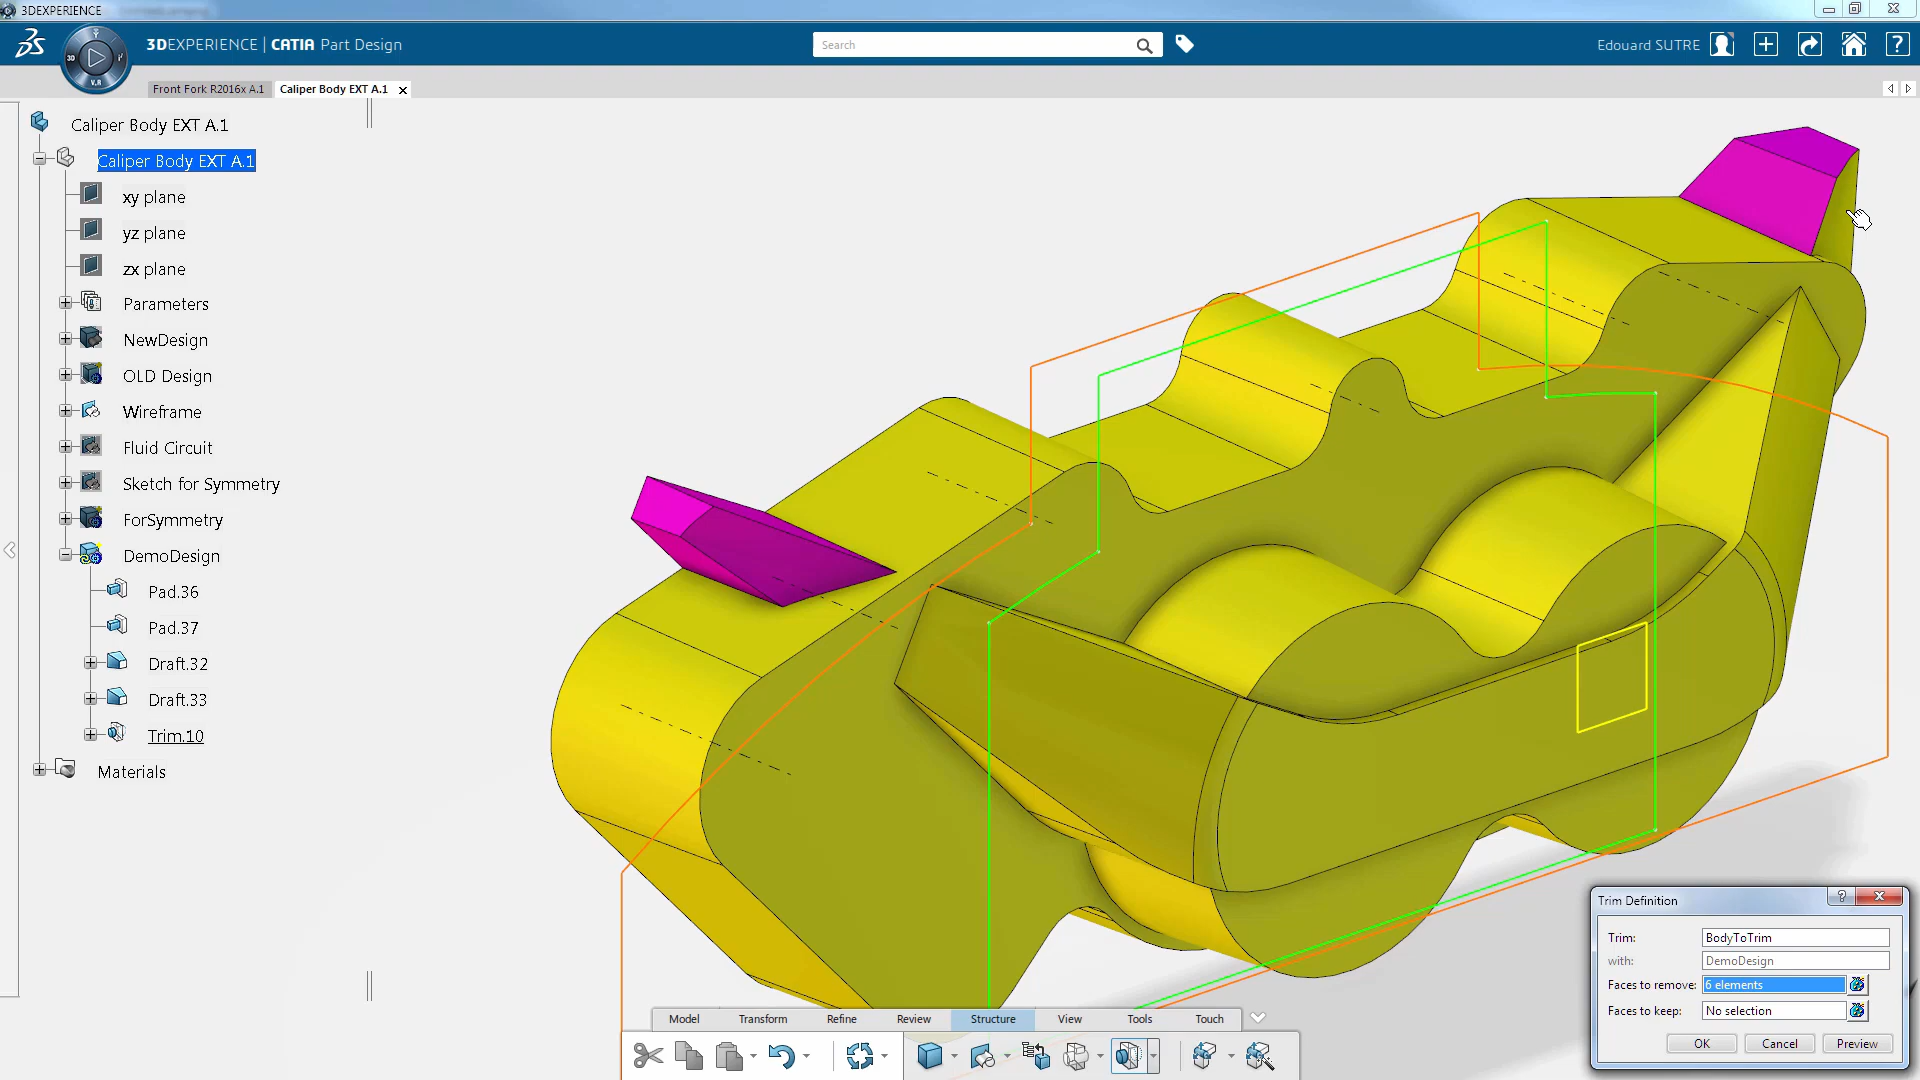 3DEXPERIENCE
3DEXPERIENCE | CATIA Part Design
Search
Edouard SUTRE
3D
V.R
Front Fork R2016x A.1
Caliper Body EXT A.1
Caliper Body EXT A.1
Caliper Body EXT A.1
xy plane
yz plane
zx plane
Parameters
NewDesign
OLD Design
Wireframe
Fluid Circuit
Sketch for Symmetry
ForSymmetry
DemoDesign
Pad.36
Pad.37
Draft.32
Draft.33
Trim.10
Materials
Trim Definition
Trim: BodyToTrim
with: DemoDesign
Faces to remove: 6 elements
Faces to keep: No selection
OK Cancel Preview
Model Transform Refine Review Structure View Tools Touch